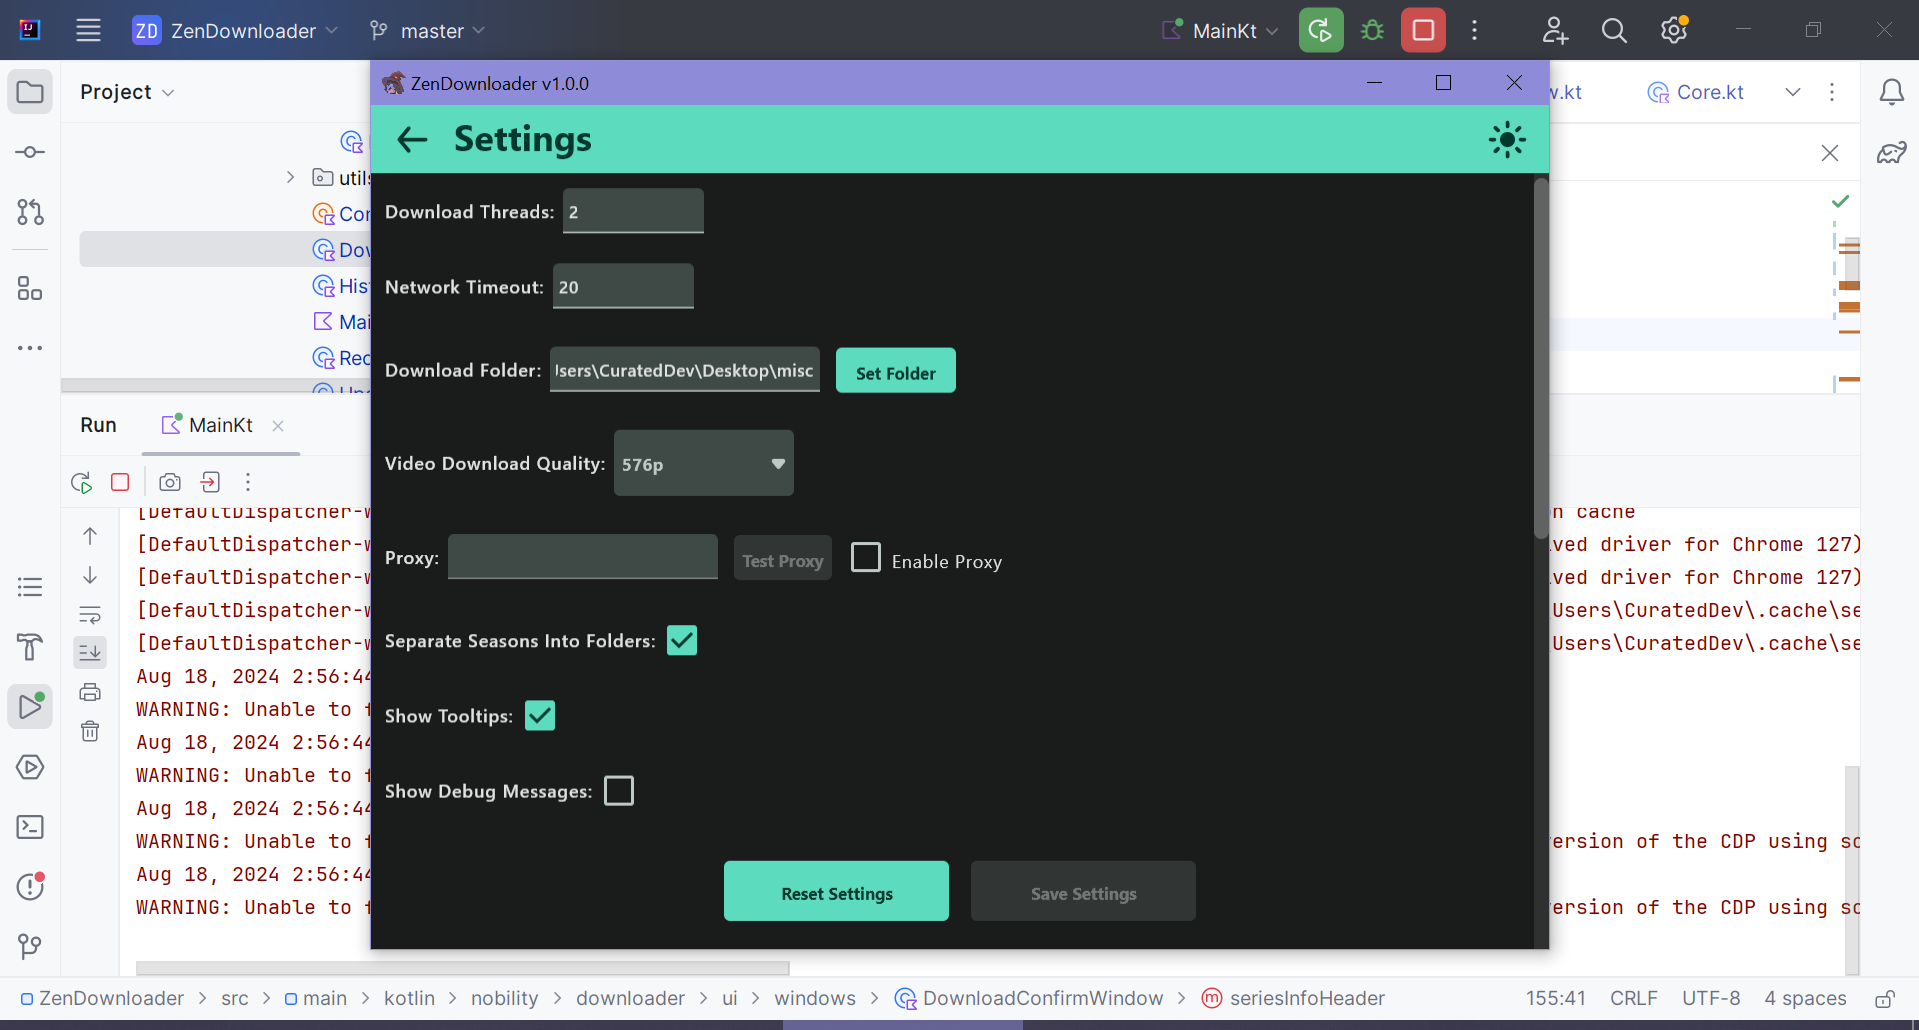 ZD ZenDownloader
master
MainKt
Project
ZenDownloader v1.0.0
w.kt
Core.kt
Settings
utils
Cor
Dow
Hist
Mai
Rec
Download Threads: 2
Network Timeout: 20
Download Folder: Users\CuratedDev\Desktop\misc
Set Folder
Video Download Quality: 576p
Proxy:
Test Proxy
Enable Proxy
Separate Seasons Into Folders:
Show Tooltips:
Show Debug Messages:
Reset Settings
Save Settings
Run
MainKt
[DefaultDispatcher-w
n cache
[DefaultDispatcher-w
ved driver for Chrome 127)
[DefaultDispatcher-w
ved driver for Chrome 127)
[DefaultDispatcher-w
Users\CuratedDev\.cache\se
[DefaultDispatcher-w
Users\CuratedDev\.cache\se
Aug 18, 2024 2:56:44
WARNING: Unable to f
Aug 18, 2024 2:56:44
WARNING: Unable to f
Aug 18, 2024 2:56:44
WARNING: Unable to f
ersion of the CDP using so
Aug 18, 2024 2:56:44
WARNING: Unable to f
ersion of the CDP using so
ZenDownloader > src > main > kotlin > nobility > downloader > ui > windows > DownloadConfirmWindow > seriesInfoHeader
155:41 CRLF UTF-8 4 spaces